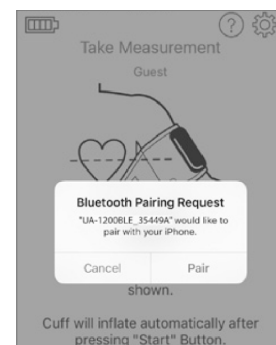 ?
Take Measurement
Guest
Bluetooth Pairing Request
"UA-1200BLE_35449A" would like to
pair with your iPhone.
Cancel Pair
shown.
Cuff will inflate automatically after
pressing "Start" Button.